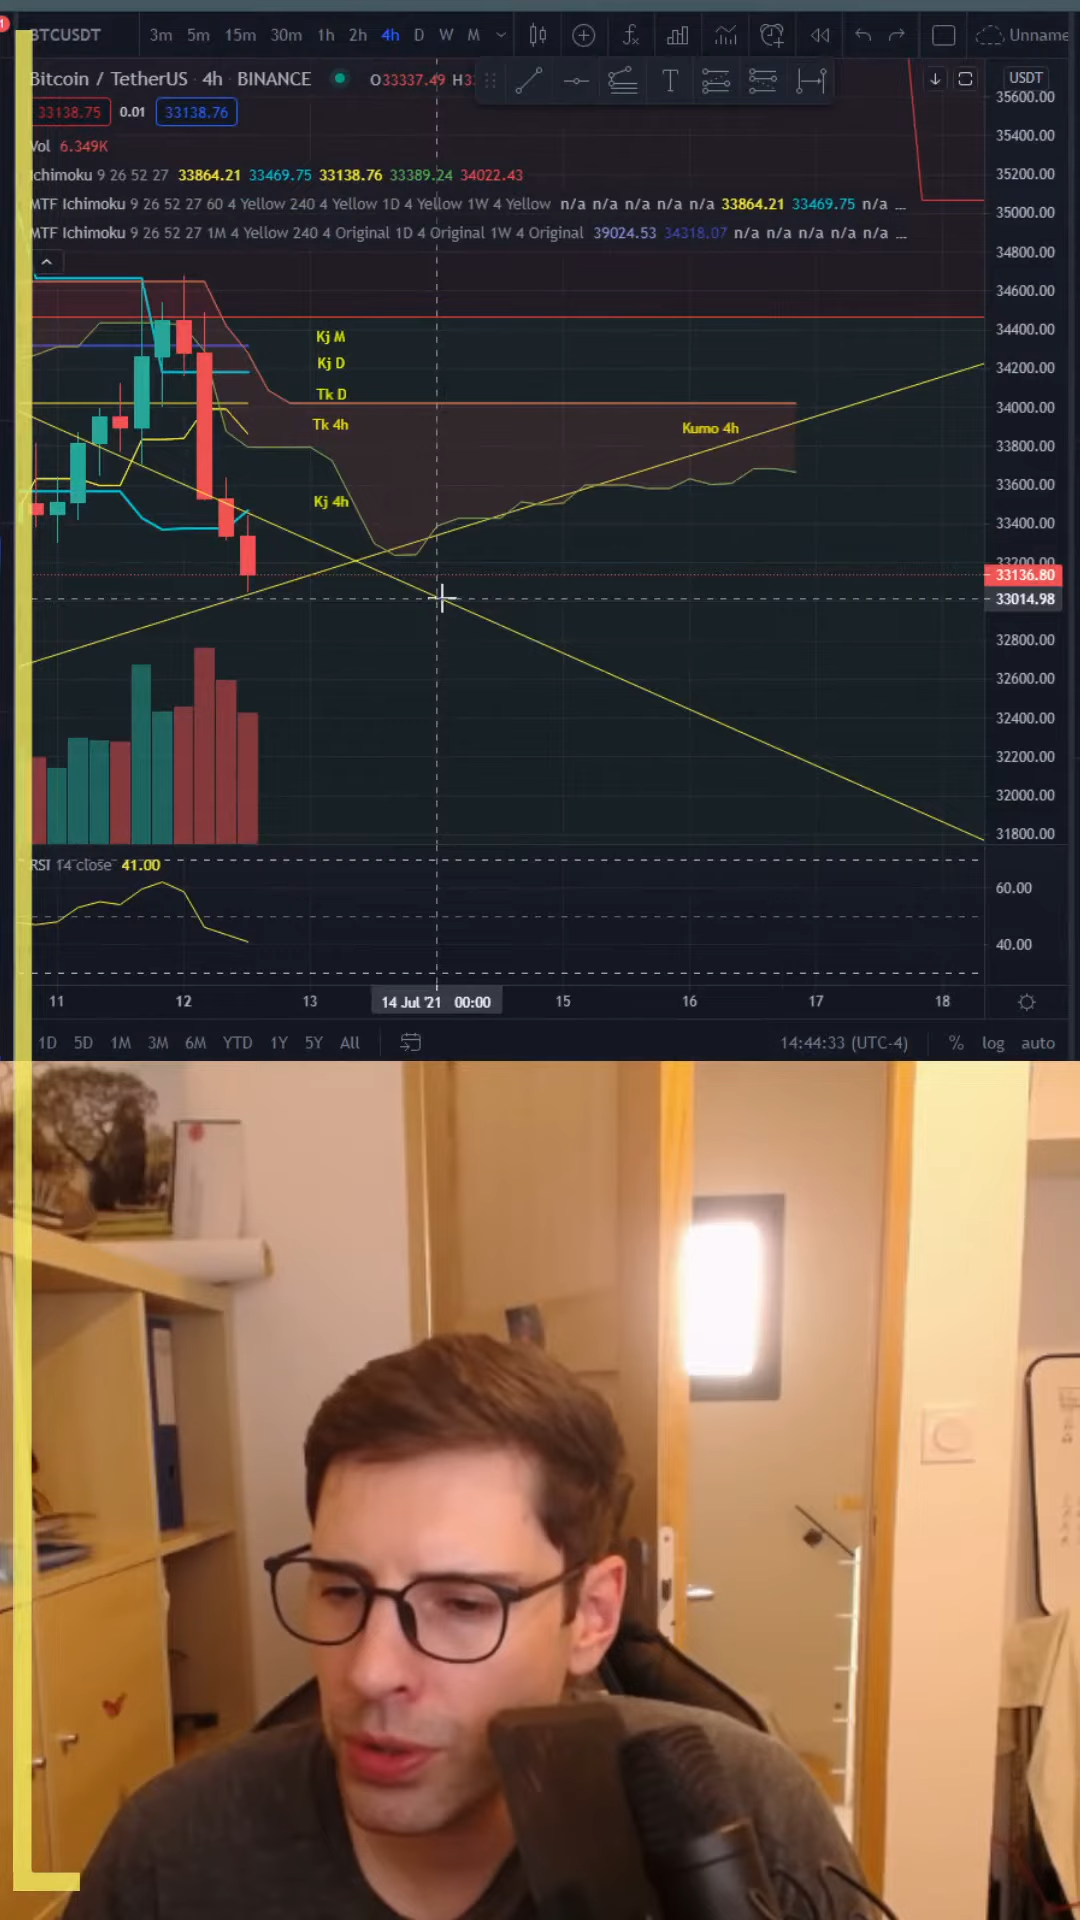 BTCUSDT 3m 5m 15m 30m 1h 2h 4h D W M Unname
Bitcoin / TetherUS · 4h · BINANCE O33337.49 H3
33138.75 0.01 33138.76
Vol 6.349K
Ichimoku 9 26 52 27 33864.21 33469.75 33138.76 33389.24 34022.43
MTF Ichimoku 9 26 52 27 60 4 Yellow 240 4 Yellow 1D 4 Yellow 1W 4 Yellow n/a n/a n/a n/a n/a 33864.21 33469.75 n/a ...
MTF Ichimoku 9 26 52 27 1M 4 Yellow 240 4 Original 1D 4 Original 1W 4 Original 39024.53 34318.07 n/a n/a n/a n/a n/a ...
T
USDT
35600.00
35400.00
35200.00
35000.00
34800.00
34600.00
34400.00
34200.00
34000.00
33800.00
33600.00
33400.00
33200.00
33136.80
33014.98
32800.00
32600.00
32400.00
32200.00
32000.00
31800.00
Kj M
Kj D
Tk D
Tk 4h
Kumo 4h
Kj 4h
RSI 14 close 41.00
60.00
40.00
11 12 13 14 Jul '21 00:00 15 16 17 18
1D 5D 1M 3M 6M YTD 1Y 5Y All 14:44:33 (UTC-4) % log auto